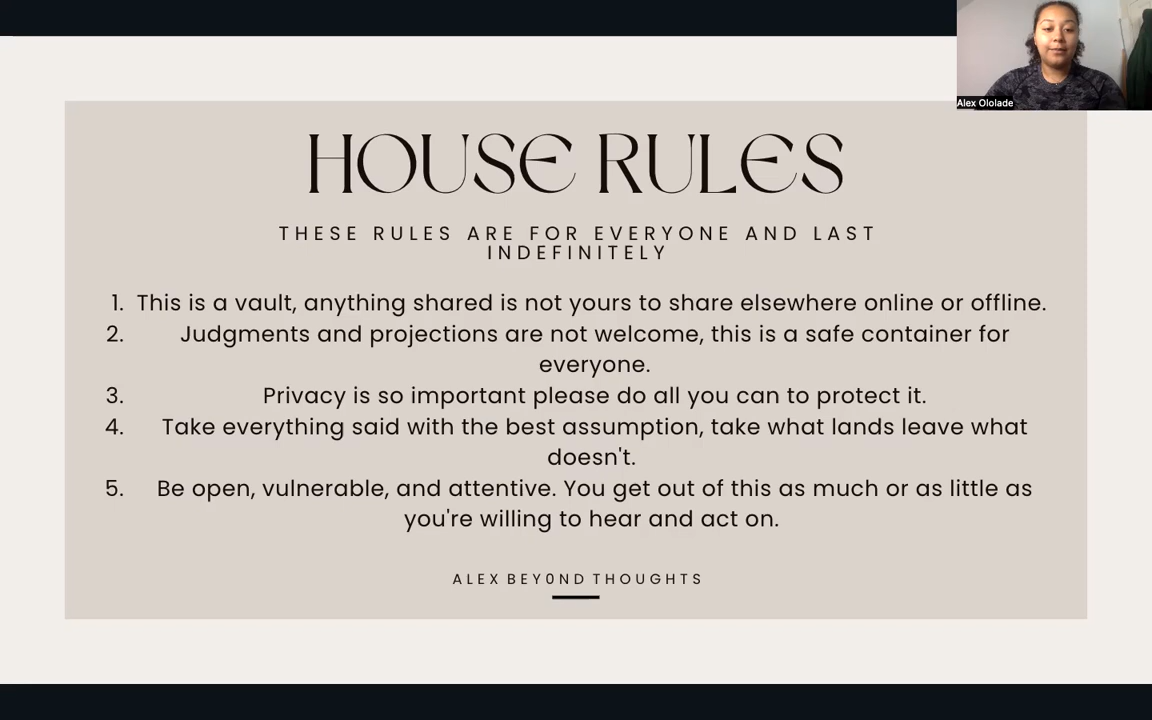 Alex Ololade
HOUSE RULES
THESE RULES ARE FOR EVERYONE AND LAST
INDEFINITELY
1. This is a vault, anything shared is not yours to share elsewhere online or offline.
2. Judgments and projections are not welcome, this is a safe container for
everyone.
3. Privacy is so important please do all you can to protect it.
4. Take everything said with the best assumption, take what lands leave what
doesn't.
5. Be open, vulnerable, and attentive. You get out of this as much or as little as
you're willing to hear and act on.
ALEX BEY0ND THOUGHTS